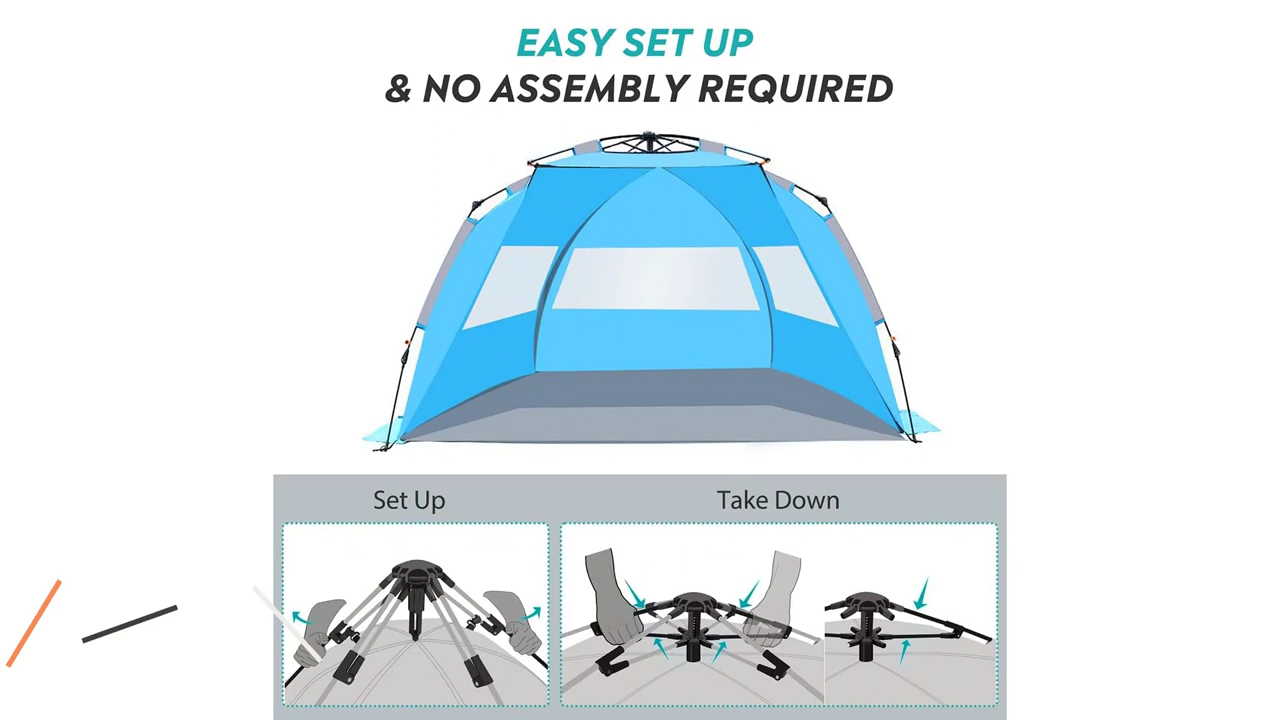 EASY SET UP
& NO ASSEMBLY REQUIRED
Set Up
Take Down